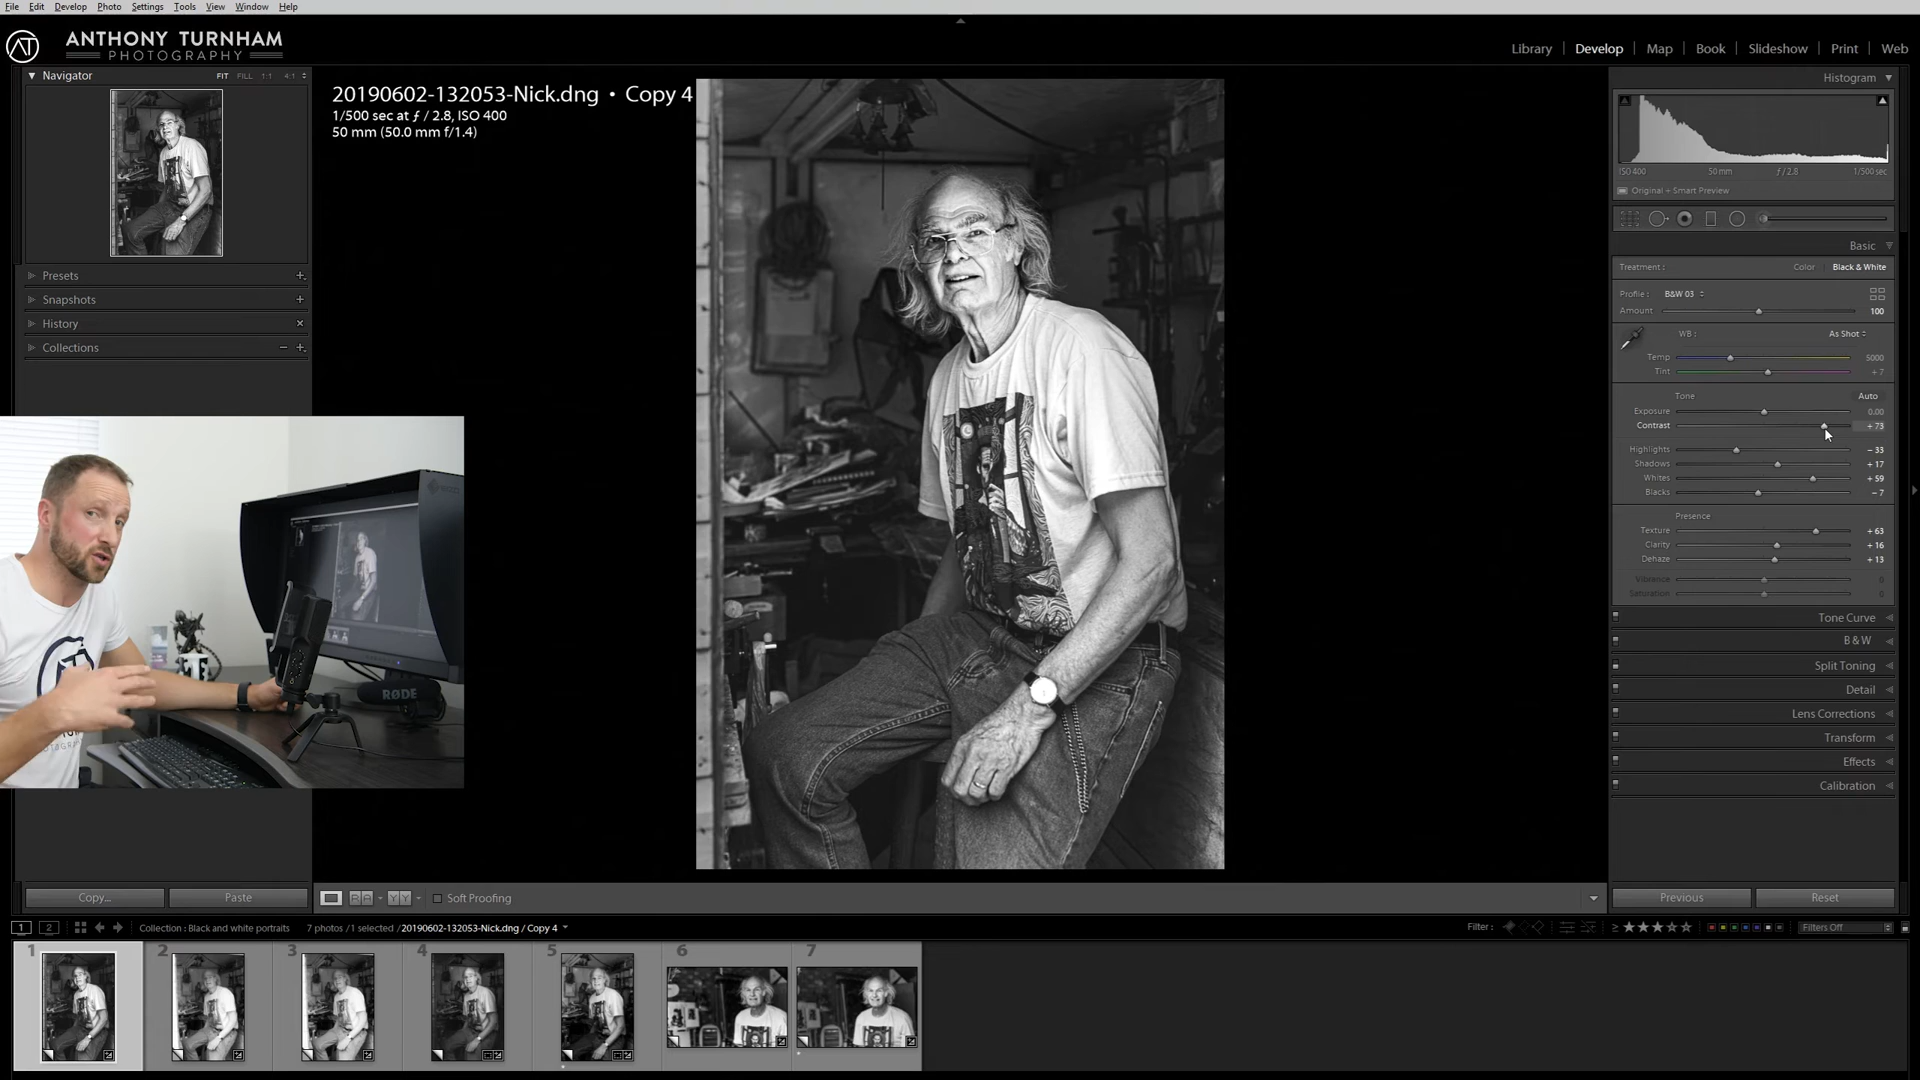 File Edit Develop Photo Settings Tools View Window Help
AT
ANTHONY TURNHAM
PHOTOGRAPHY
Library Develop Map Book Slideshow Print Web
Navigator FIT FILL 1:1 4:1
Presets
Snapshots
History
Collections
20190602-132053-Nick.dng • Copy 4
1/500 sec at ƒ / 2.8, ISO 400
50 mm (50.0 mm f/1.4)
Histogram
ISO 400 50 mm ƒ / 2.8 1/500 sec
Original + Smart Preview
Basic
Treatment : Color Black & White
Profile : B&W 03
Amount 100
WB : As Shot
Temp 5000
Tint + 7
Tone Auto
Exposure 0.00
Contrast + 73
Highlights − 33
Shadows + 17
Whites + 59
Blacks − 7
Presence
Texture + 63
Clarity + 16
Dehaze + 13
Vibrance 0
Saturation 0
Tone Curve
B & W
Split Toning
Detail
Lens Corrections
Transform
Effects
Calibration
RØDE
Copy... Paste
R A Y Y Soft Proofing
Previous Reset
1 2 Collection : Black and white portraits 7 photos / 1 selected / 20190602-132053-Nick.dng / Copy 4
Filter : ≥ ★★★☆☆ Filters Off
1 2 3 4 5 6 7